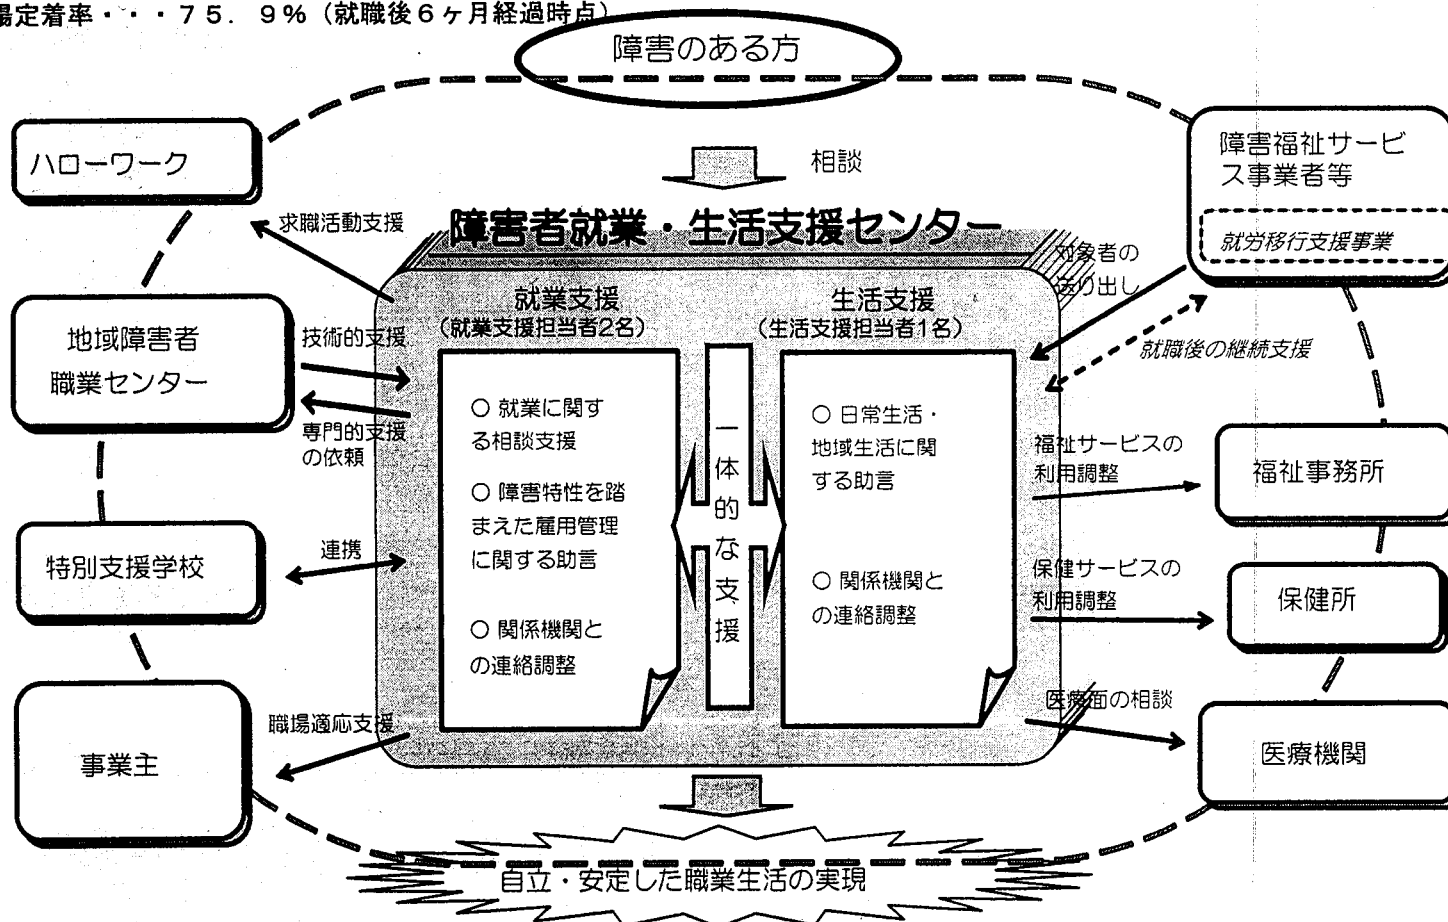 場定着率・・・７５．９％（就職後６ヶ月経過時点）
障害のある方
相談
ハローワーク
求職活動支援
障害者就業・生活支援センター
障害福祉サービ
ス事業者等
就労移行支援事業
対象者の
送り出し
就職後の継続支援
地域障害者
職業センター
技術的支援
専門的支援
の依頼
就業支援
（就業支援担当者2名）
○ 就業に関す
る相談支援
○ 障害特性を踏
まえた雇用管理
に関する助言
○ 関係機関と
の連絡調整
一体的な支援
生活支援
（生活支援担当者1名）
○ 日常生活・
地域生活に関
する助言
○ 関係機関と
の連絡調整
福祉サービスの
利用調整
福祉事務所
特別支援学校
連携
保健サービスの
利用調整
保健所
事業主
職場適応支援
医療面の相談
医療機関
自立・安定した職業生活の実現